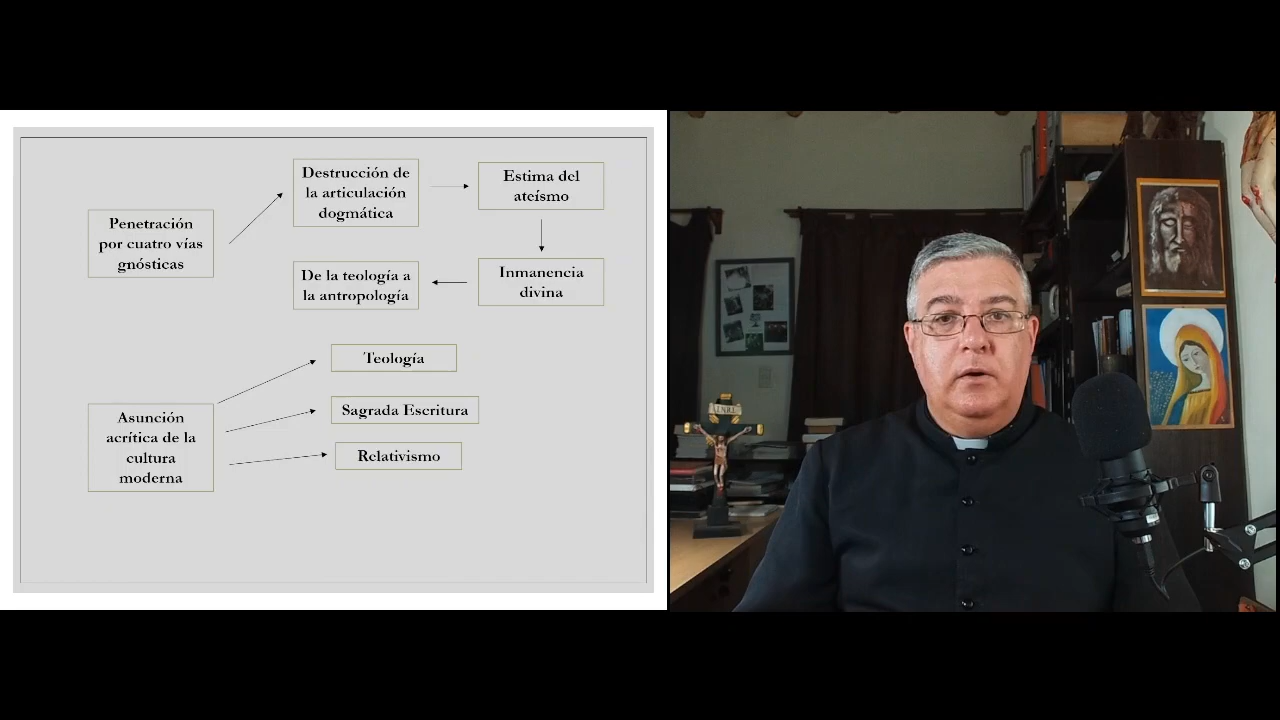 Penetración
por cuatro vías
gnósticas
Destrucción de
la articulación
dogmática
Estima del
ateísmo
Inmanencia
divina
De la teología a
la antropología
Asunción
acrítica de la
cultura
moderna
Teología
Sagrada Escritura
Relativismo